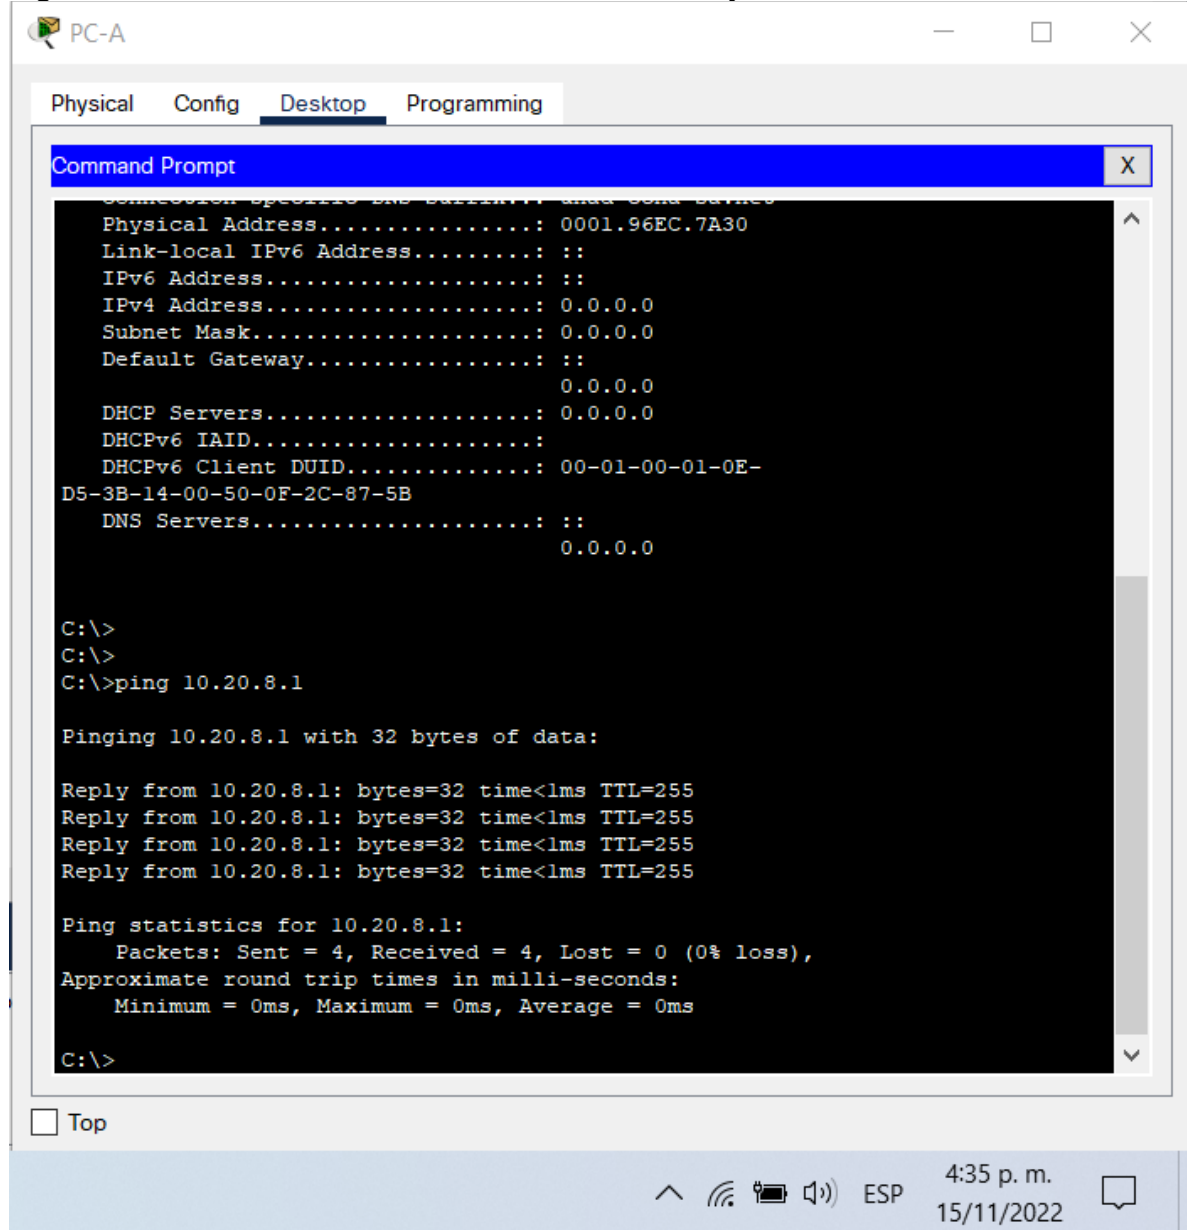 PC-A
Physical Config Desktop Programming
Command Prompt X
Physical Address................: 0001.96EC.7A30
Link-local IPv6 Address.........: ::
IPv6 Address....................: ::
IPv4 Address....................: 0.0.0.0
Subnet Mask.....................: 0.0.0.0
Default Gateway.................: ::
0.0.0.0
DHCP Servers....................: 0.0.0.0
DHCPv6 IAID.....................:
DHCPv6 Client DUID..............: 00-01-00-01-0E-
D5-3B-14-00-50-0F-2C-87-5B
DNS Servers.....................: ::
0.0.0.0
C:\>
C:\>
C:\>ping 10.20.8.1
Pinging 10.20.8.1 with 32 bytes of data:
Reply from 10.20.8.1: bytes=32 time<1ms TTL=255
Reply from 10.20.8.1: bytes=32 time<1ms TTL=255
Reply from 10.20.8.1: bytes=32 time<1ms TTL=255
Reply from 10.20.8.1: bytes=32 time<1ms TTL=255
Ping statistics for 10.20.8.1:
Packets: Sent = 4, Received = 4, Lost = 0 (0% loss),
Approximate round trip times in milli-seconds:
Minimum = 0ms, Maximum = 0ms, Average = 0ms
C:\>
Top
ESP
4:35 p. m.
15/11/2022